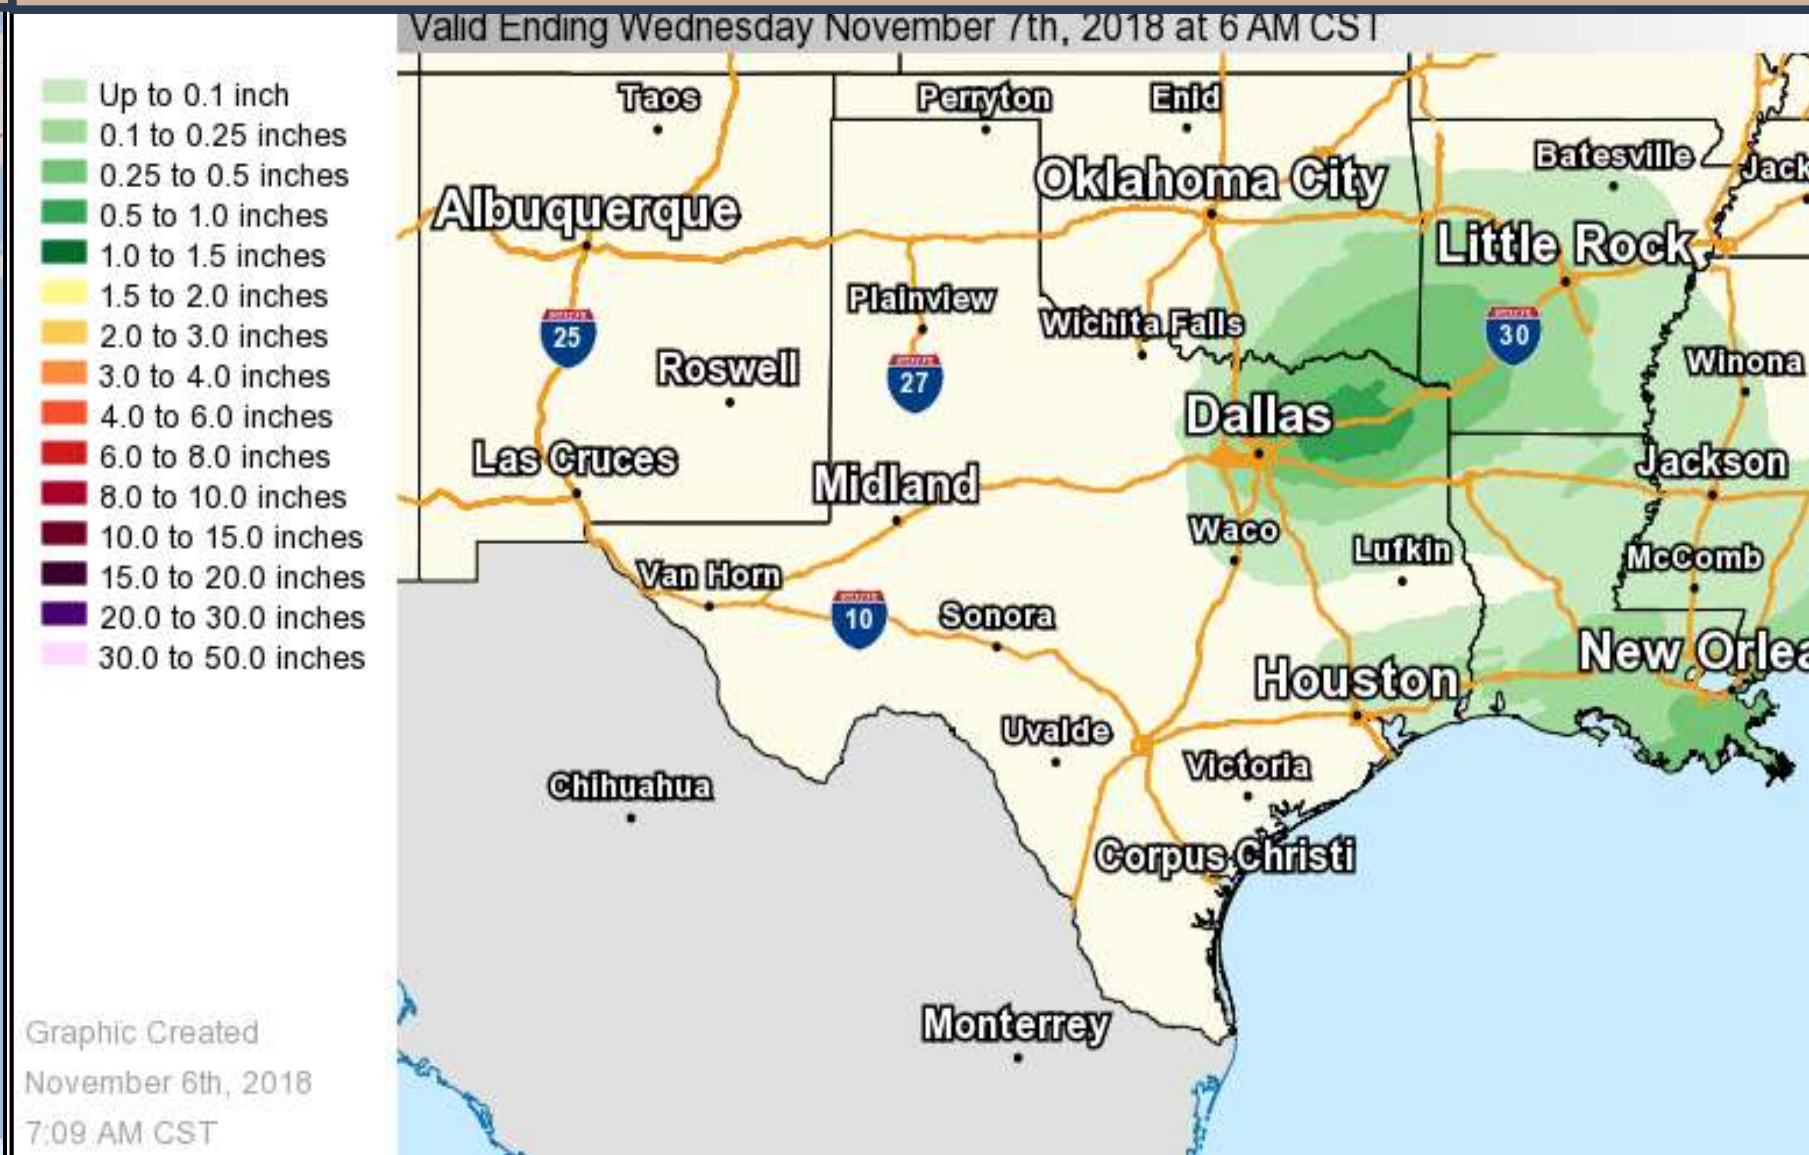 Valid Ending Wednesday November 7th, 2018 at 6 AM CST
Up to 0.1 inch
0.1 to 0.25 inches
0.25 to 0.5 inches
0.5 to 1.0 inches
1.0 to 1.5 inches
1.5 to 2.0 inches
2.0 to 3.0 inches
3.0 to 4.0 inches
4.0 to 6.0 inches
6.0 to 8.0 inches
8.0 to 10.0 inches
10.0 to 15.0 inches
15.0 to 20.0 inches
20.0 to 30.0 inches
30.0 to 50.0 inches
Graphic Created
November 6th, 2018
7:09 AM CST
Taos
Perryton
Enid
Batesville
Jack
Oklahoma City
Albuquerque
Little Rock
Plainview
Wichita Falls
25
30
Roswell
27
Winona
Dallas
Las Cruces
Midland
Jackson
Waco
Lufkin
McComb
Van Horn
10
Sonora
New Orlea
Houston
Uvalde
Victoria
Chihuahua
Corpus Christi
Monterrey